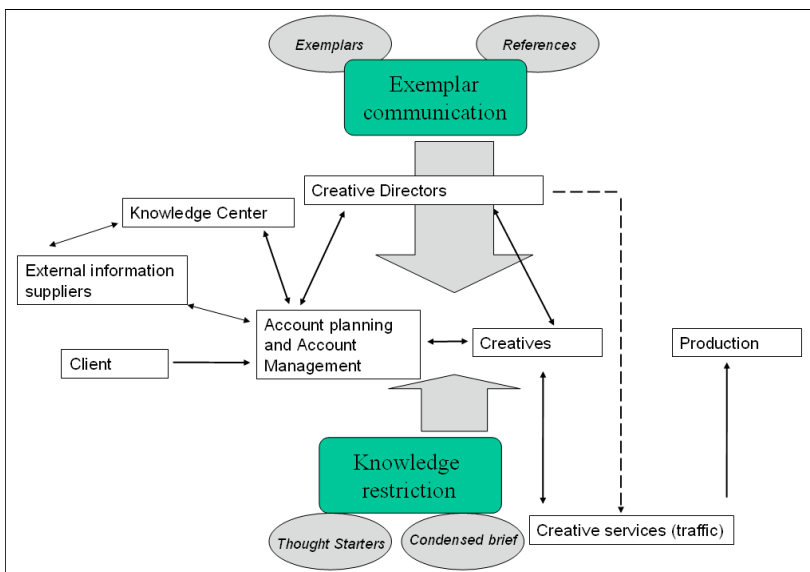 Exemplars
References
Exemplar
communication
Creative Directors
Knowledge Center
External information
suppliers
Account planning
and Account
Management
Creatives
Production
Client
Knowledge
restriction
Creative services (traffic)
Thought Starters
Condensed brief